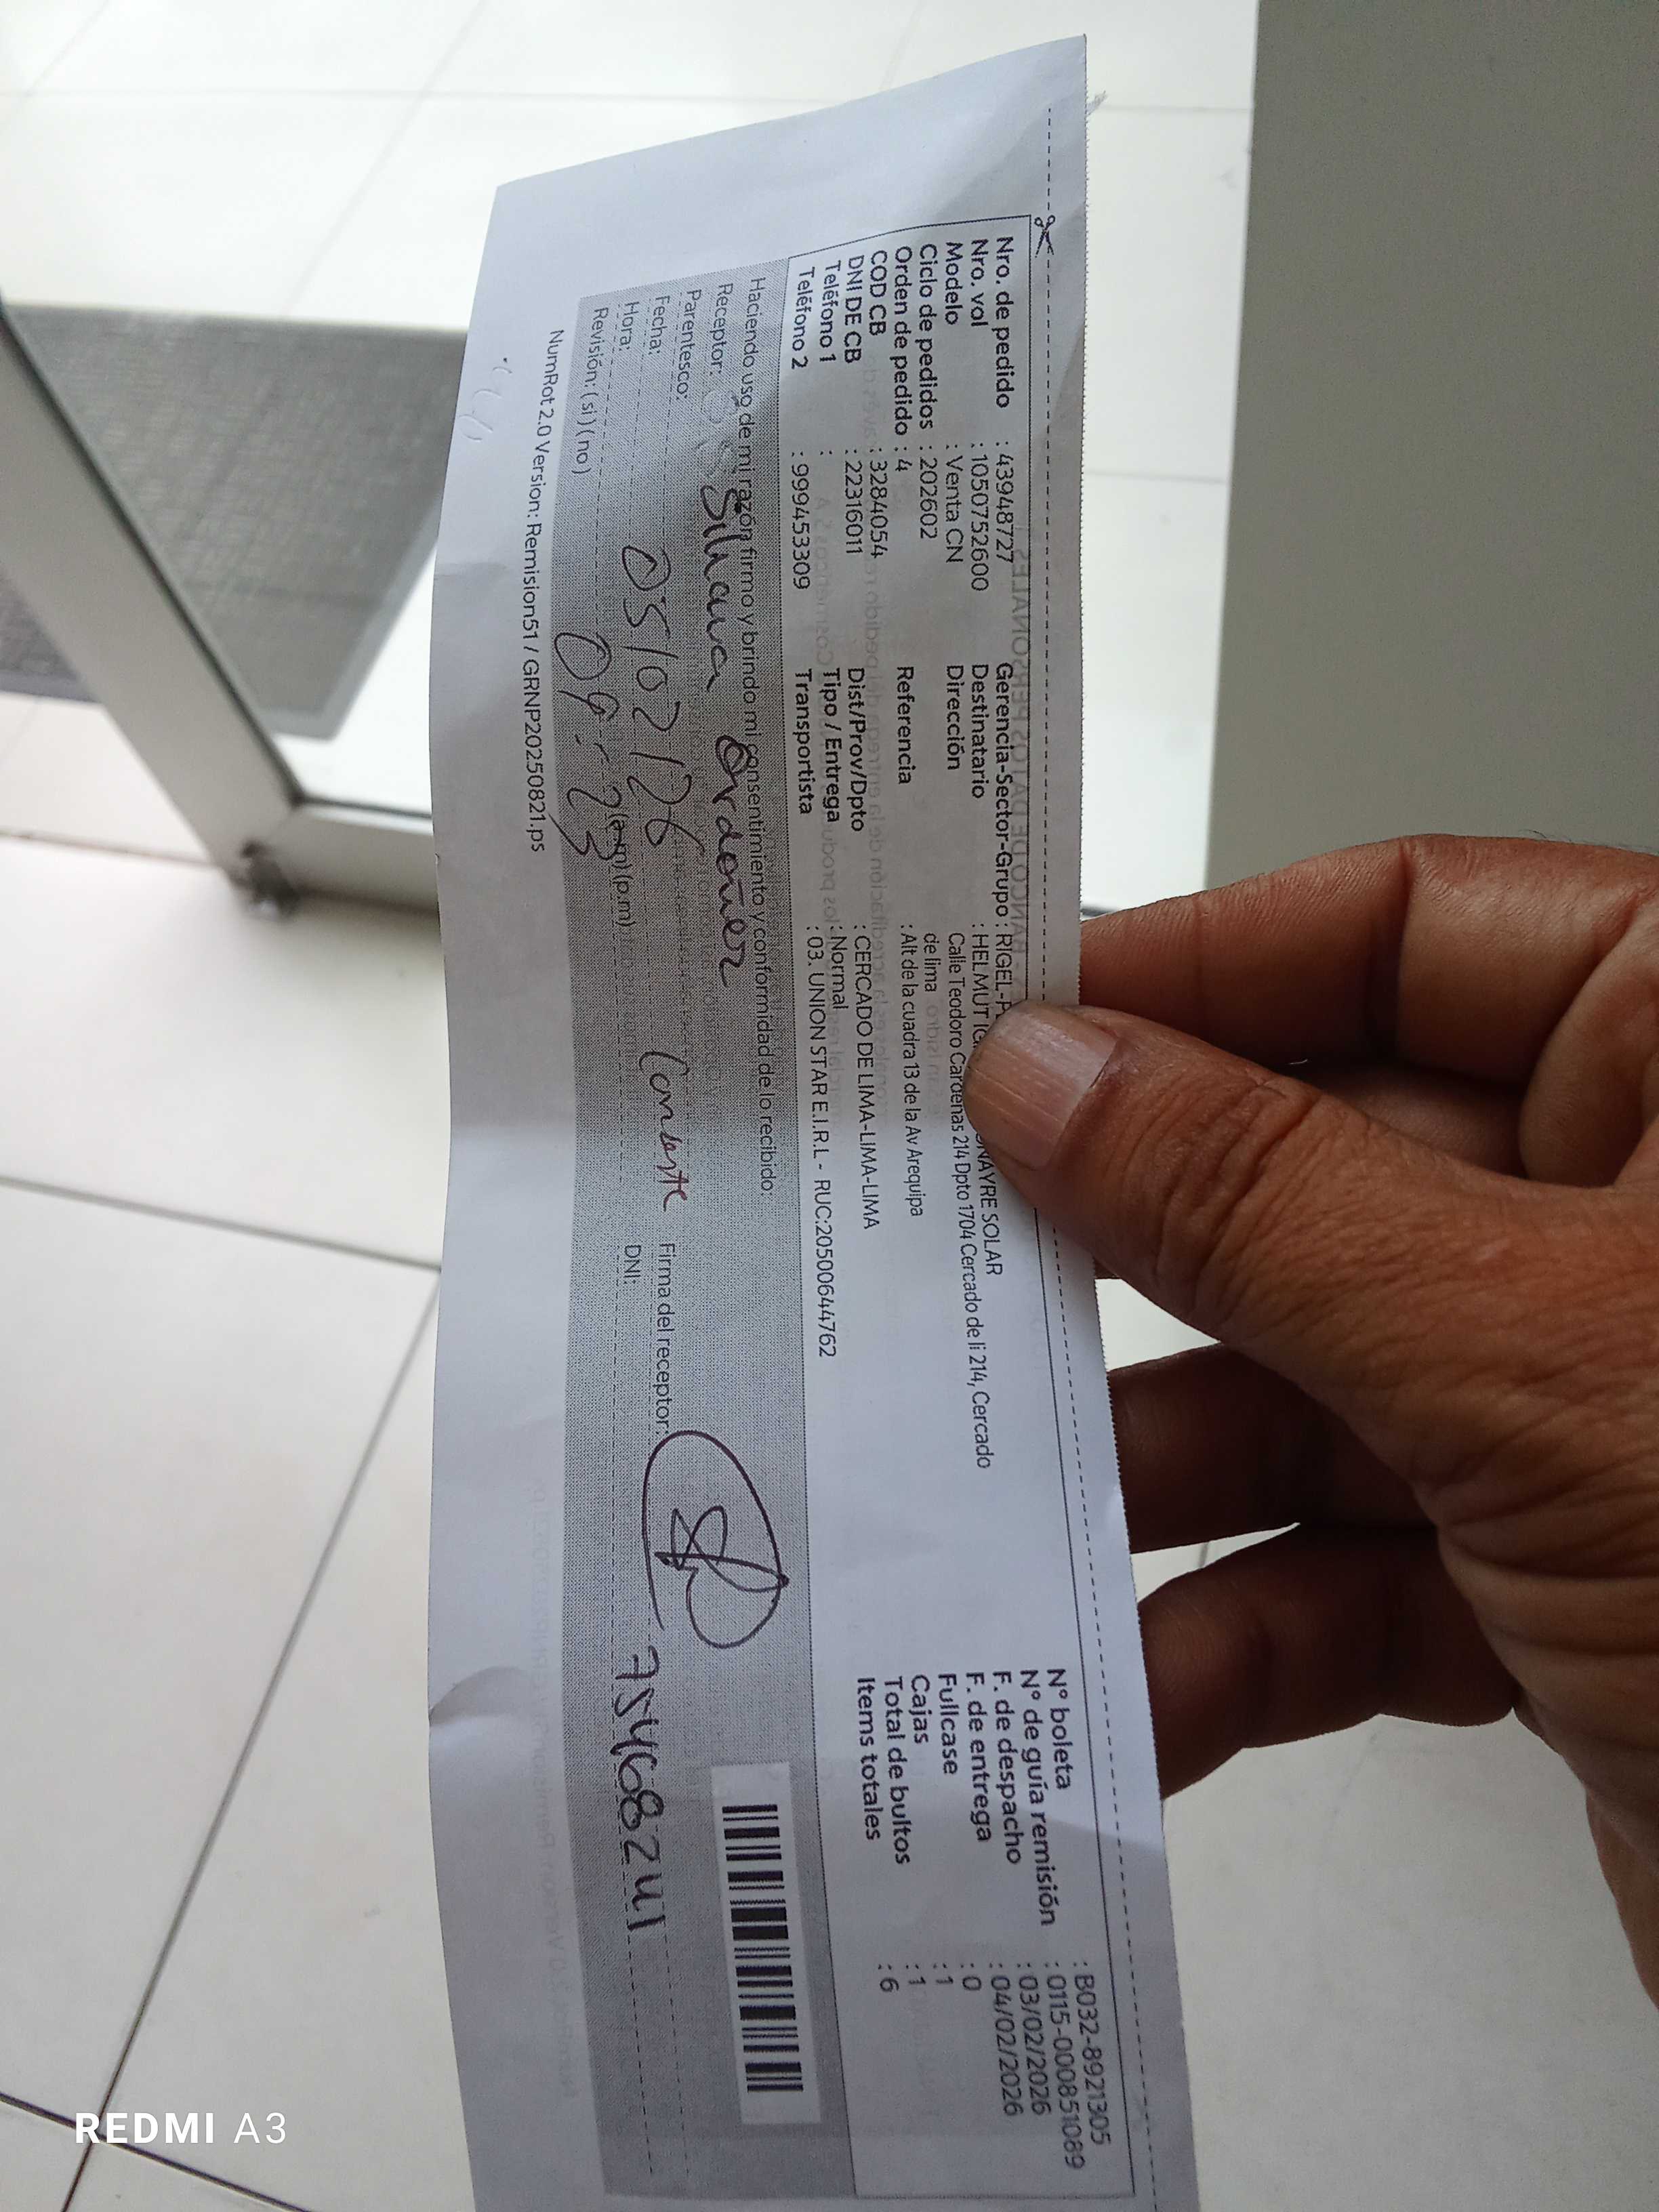 Nro. de pedido : 43948727
Nro. vol : 10507752600
Modelo : Venta CN
Ciclo de pedidos : 202602
Orden de pedido : 4
COD CB : 3284054
DNI DE CB : 22316011
Teléfono 1 :
Teléfono 2 : 999453309
Gerencia-Sector-Grupo : RIGEL-
Destinatario : HELMUT SOLAR
Dirección Calle Teodoro Cardenas 214 Dpto 1704 Cercado de li 214, Cercado
de lima
Referencia : Alt de la cuadra 13 de la Av Arequipa
Dist/Prov/Dpto : CERCADO DE LIMA-LIMA-LIMA
Tipo / Entrega : Normal
Transportista : 03. UNION STAR E.I.R.L - RUC:20500644762
N° boleta : B032-8921305
N° de guía remisión : 0115-000851089
F. de despacho : 03/02/2026
F. de entrega : 04/02/2026
Fullcase : 0
Cajas : 1
Total de bultos : 1
Items totales : 6
Haciendo uso de mi razón firmo y brindo mi consentimiento y conformidad de lo recibido:
Receptor: Silvana Ordoñez
Parentesco:
Fecha: 05/02/26
Hora: 09:23 (a.m) (p.m)
Revisión: ( si ) ( no )
Firma del receptor:
DNI: 75468241
NumRot 2.0 Version: Remision51 / GRNP20250821.ps
REDMI A3